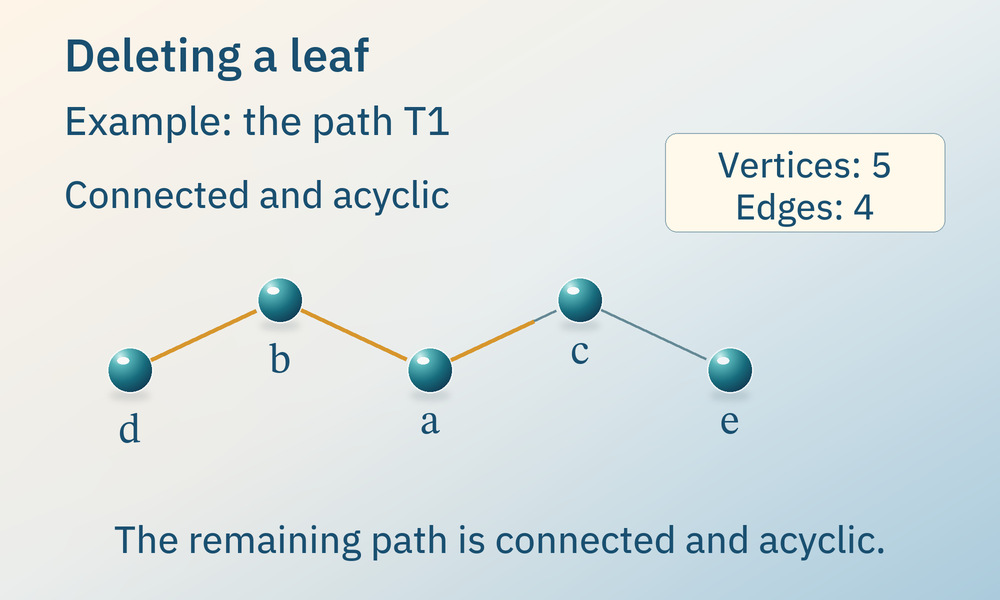 Deleting a leaf
Example: the path T1
Connected and acyclic
Vertices: 5
Edges: 4
b
c
d
a
e
The remaining path is connected and acyclic.